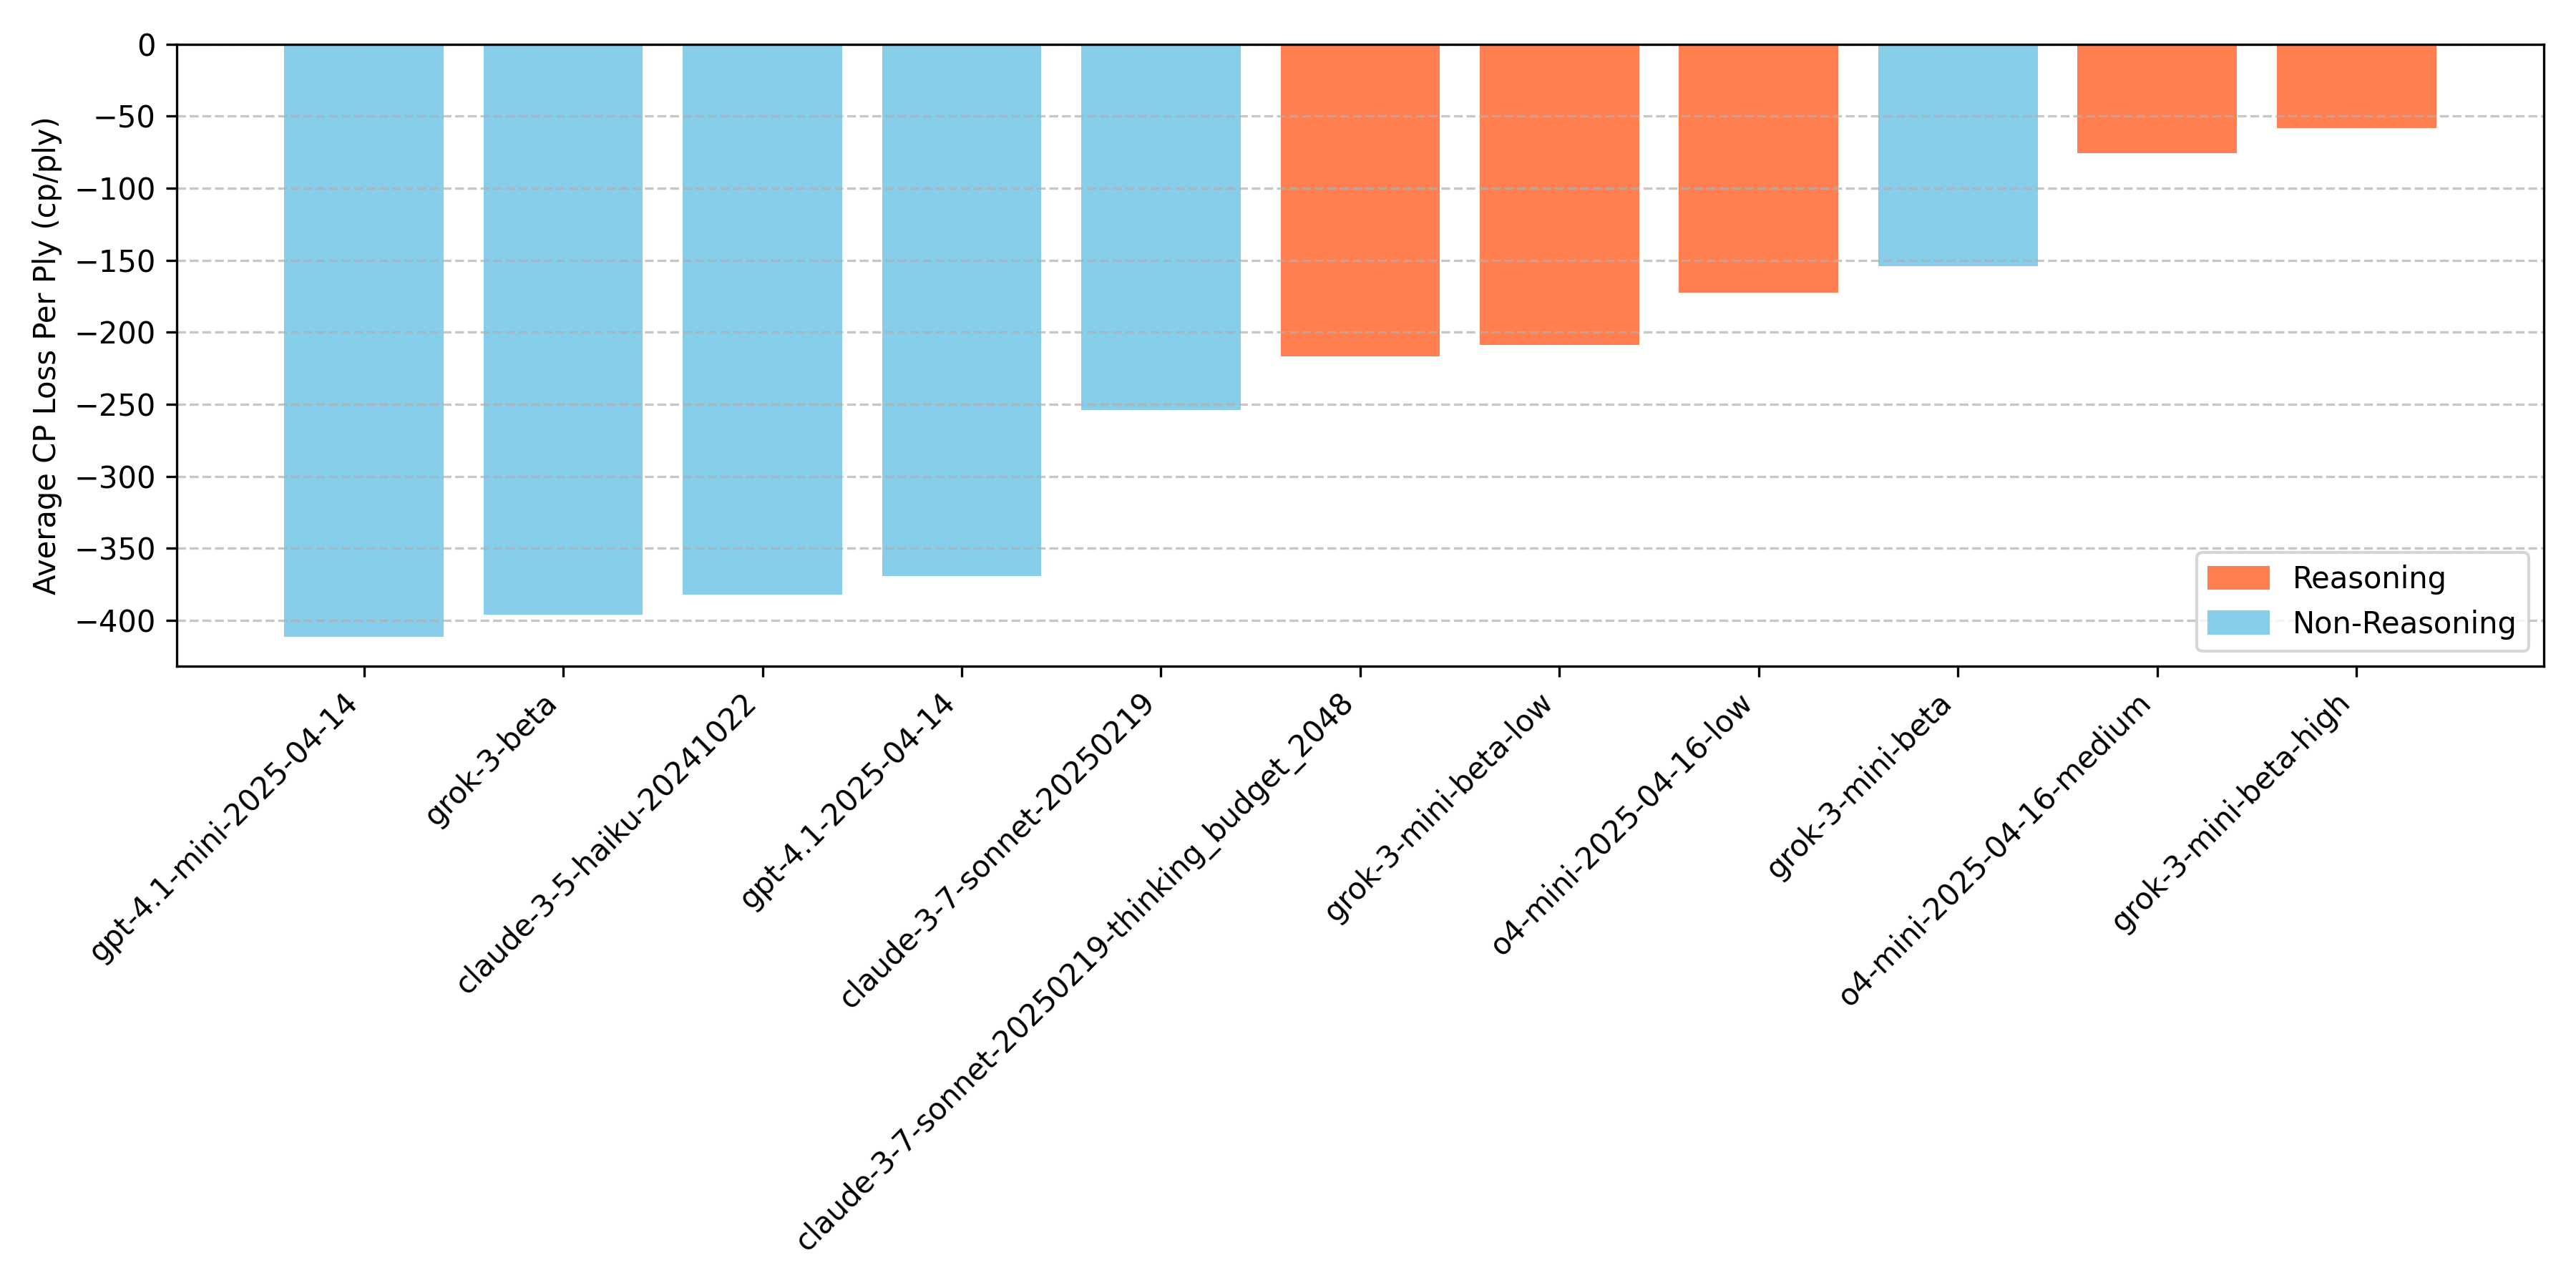 Average CP Loss Per Ply (cp/ply)
0
−50
−100
−150
−200
−250
−300
−350
−400
Reasoning
Non-Reasoning
gpt-4.1-mini-2025-04-14
grok-3-beta
claude-3-5-haiku-20241022
gpt-4.1-2025-04-14
claude-3-7-sonnet-20250219
claude-3-7-sonnet-20250219-thinking_budget_2048
grok-3-mini-beta-low
o4-mini-2025-04-16-low
grok-3-mini-beta
o4-mini-2025-04-16-medium
grok-3-mini-beta-high